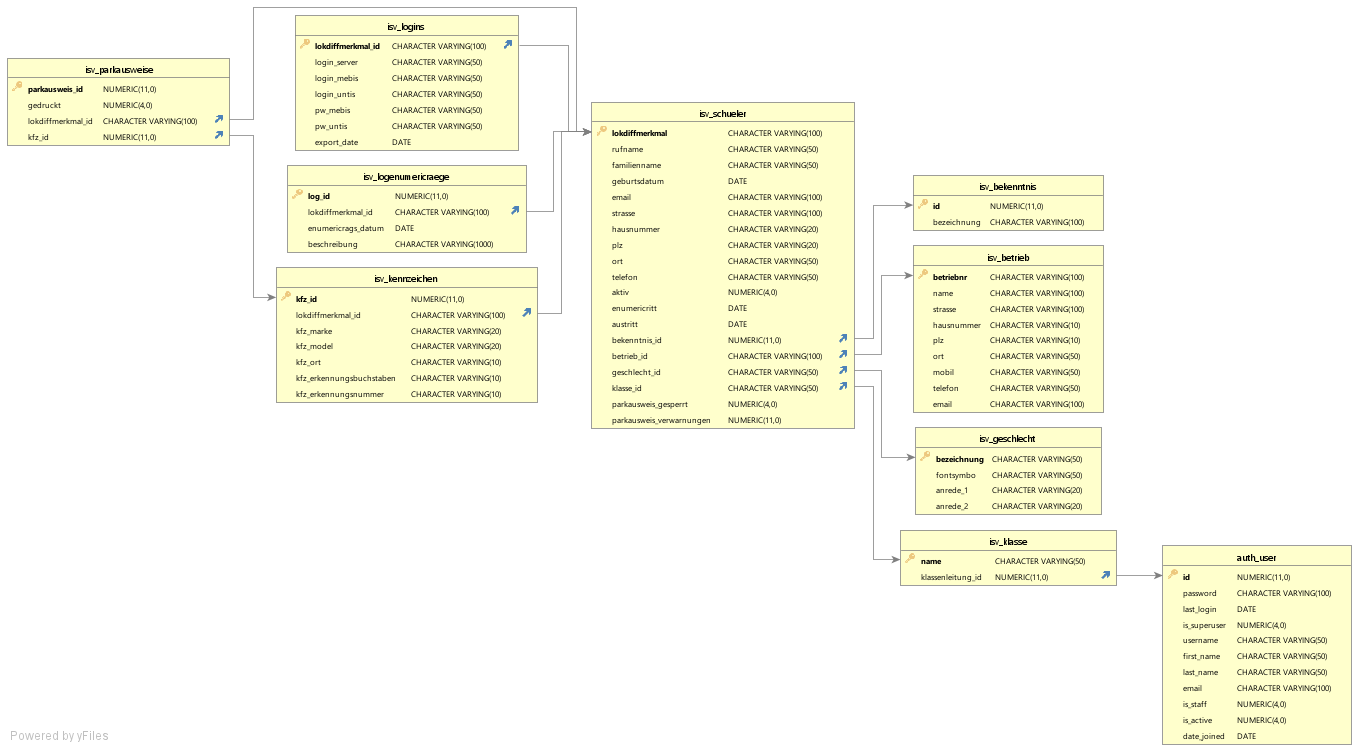 isv_parkausweise
parkausweis_id NUMERIC(11,0)
gedruckt NUMERIC(4,0)
lokdiffmerkmal_id CHARACTER VARYING(100)
kfz_id NUMERIC(11,0)
isv_logins
lokdiffmerkmal_id CHARACTER VARYING(100)
login_server CHARACTER VARYING(50)
login_mebis CHARACTER VARYING(50)
login_untis CHARACTER VARYING(50)
pw_mebis CHARACTER VARYING(50)
pw_untis CHARACTER VARYING(50)
export_date DATE
isv_logenumericraege
log_id NUMERIC(11,0)
lokdiffmerkmal_id CHARACTER VARYING(100)
enumericrags_datum DATE
beschreibung CHARACTER VARYING(1000)
isv_kennzeichen
kfz_id NUMERIC(11,0)
lokdiffmerkmal_id CHARACTER VARYING(100)
kfz_marke CHARACTER VARYING(20)
kfz_model CHARACTER VARYING(20)
kfz_ort CHARACTER VARYING(10)
kfz_erkennungsbuchstaben CHARACTER VARYING(10)
kfz_erkennungsnummer CHARACTER VARYING(10)
isv_schueler
lokdiffmerkmal CHARACTER VARYING(100)
rufname CHARACTER VARYING(50)
familienname CHARACTER VARYING(50)
geburtsdatum DATE
email CHARACTER VARYING(100)
strasse CHARACTER VARYING(100)
hausnummer CHARACTER VARYING(20)
plz CHARACTER VARYING(20)
ort CHARACTER VARYING(50)
telefon CHARACTER VARYING(50)
aktiv NUMERIC(4,0)
enumericritt DATE
austritt DATE
bekenntnis_id NUMERIC(11,0)
betrieb_id CHARACTER VARYING(100)
geschlecht_id CHARACTER VARYING(50)
klasse_id CHARACTER VARYING(50)
parkausweis_gesperrt NUMERIC(4,0)
parkausweis_verwarnungen NUMERIC(11,0)
isv_bekenntnis
id NUMERIC(11,0)
bezeichnung CHARACTER VARYING(100)
isv_betrieb
betriebnr CHARACTER VARYING(100)
name CHARACTER VARYING(100)
strasse CHARACTER VARYING(100)
hausnummer CHARACTER VARYING(10)
plz CHARACTER VARYING(10)
ort CHARACTER VARYING(50)
mobil CHARACTER VARYING(50)
telefon CHARACTER VARYING(50)
email CHARACTER VARYING(100)
isv_geschlecht
bezeichnung CHARACTER VARYING(50)
fontsymbo CHARACTER VARYING(50)
anrede_1 CHARACTER VARYING(20)
anrede_2 CHARACTER VARYING(20)
isv_klasse
name CHARACTER VARYING(50)
klassenleitung_id NUMERIC(11,0)
auth_user
id NUMERIC(11,0)
password CHARACTER VARYING(100)
last_login DATE
is_superuser NUMERIC(4,0)
username CHARACTER VARYING(50)
first_name CHARACTER VARYING(50)
last_name CHARACTER VARYING(50)
email CHARACTER VARYING(100)
is_staff NUMERIC(4,0)
is_active NUMERIC(4,0)
date_joined DATE
Powered by yFiles